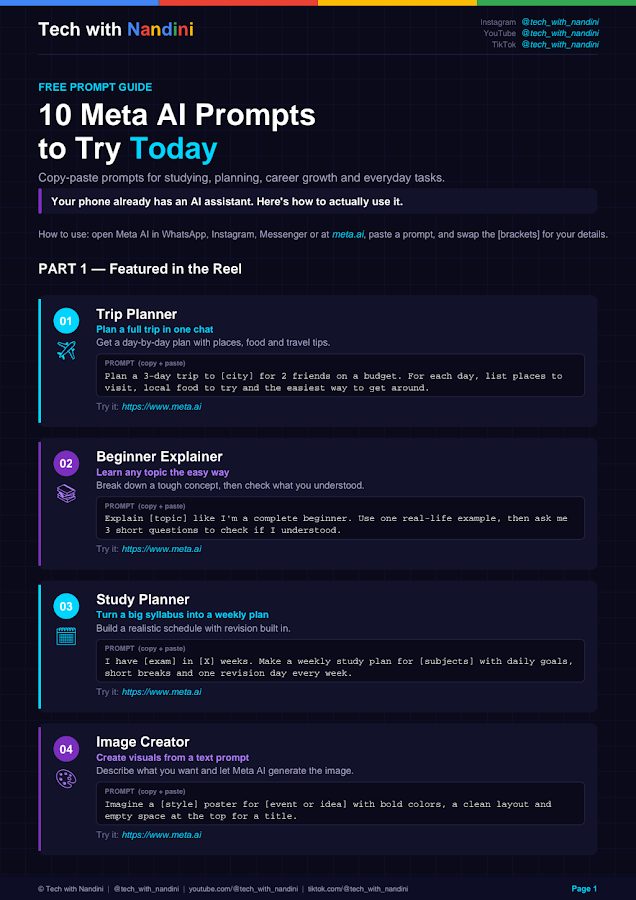 Tech with Nandini
Instagram @tech_with_nandini
YouTube @tech_with_nandini
TikTok @tech_with_nandini
FREE PROMPT GUIDE
10 Meta AI Prompts
to Try Today
Copy-paste prompts for studying, planning, career growth and everyday tasks.
Your phone already has an AI assistant. Here's how to actually use it.
How to use: open Meta AI in WhatsApp, Instagram, Messenger or at meta.ai, paste a prompt, and swap the [brackets] for your details.
PART 1 — Featured in the Reel
01
Trip Planner
Plan a full trip in one chat
Get a day-by-day plan with places, food and travel tips.
PROMPT (copy + paste)
Plan a 3-day trip to [city] for 2 friends on a budget. For each day, list places to
visit, local food to try and the easiest way to get around.
Try it: https://www.meta.ai
02
Beginner Explainer
Learn any topic the easy way
Break down a tough concept, then check what you understood.
PROMPT (copy + paste)
Explain [topic] like I'm a complete beginner. Use one real-life example, then ask me
3 short questions to check if I understood.
Try it: https://www.meta.ai
03
Study Planner
Turn a big syllabus into a weekly plan
Build a realistic schedule with revision built in.
PROMPT (copy + paste)
I have [exam] in [X] weeks. Make a weekly study plan for [subjects] with daily goals,
short breaks and one revision day every week.
Try it: https://www.meta.ai
04
Image Creator
Create visuals from a text prompt
Describe what you want and let Meta AI generate the image.
PROMPT (copy + paste)
Imagine a [style] poster for [event or idea] with bold colors, a clean layout and
empty space at the top for a title.
Try it: https://www.meta.ai
© Tech with Nandini | @tech_with_nandini | youtube.com/@tech_with_nandini | tiktok.com/@tech_with_nandini
Page 1